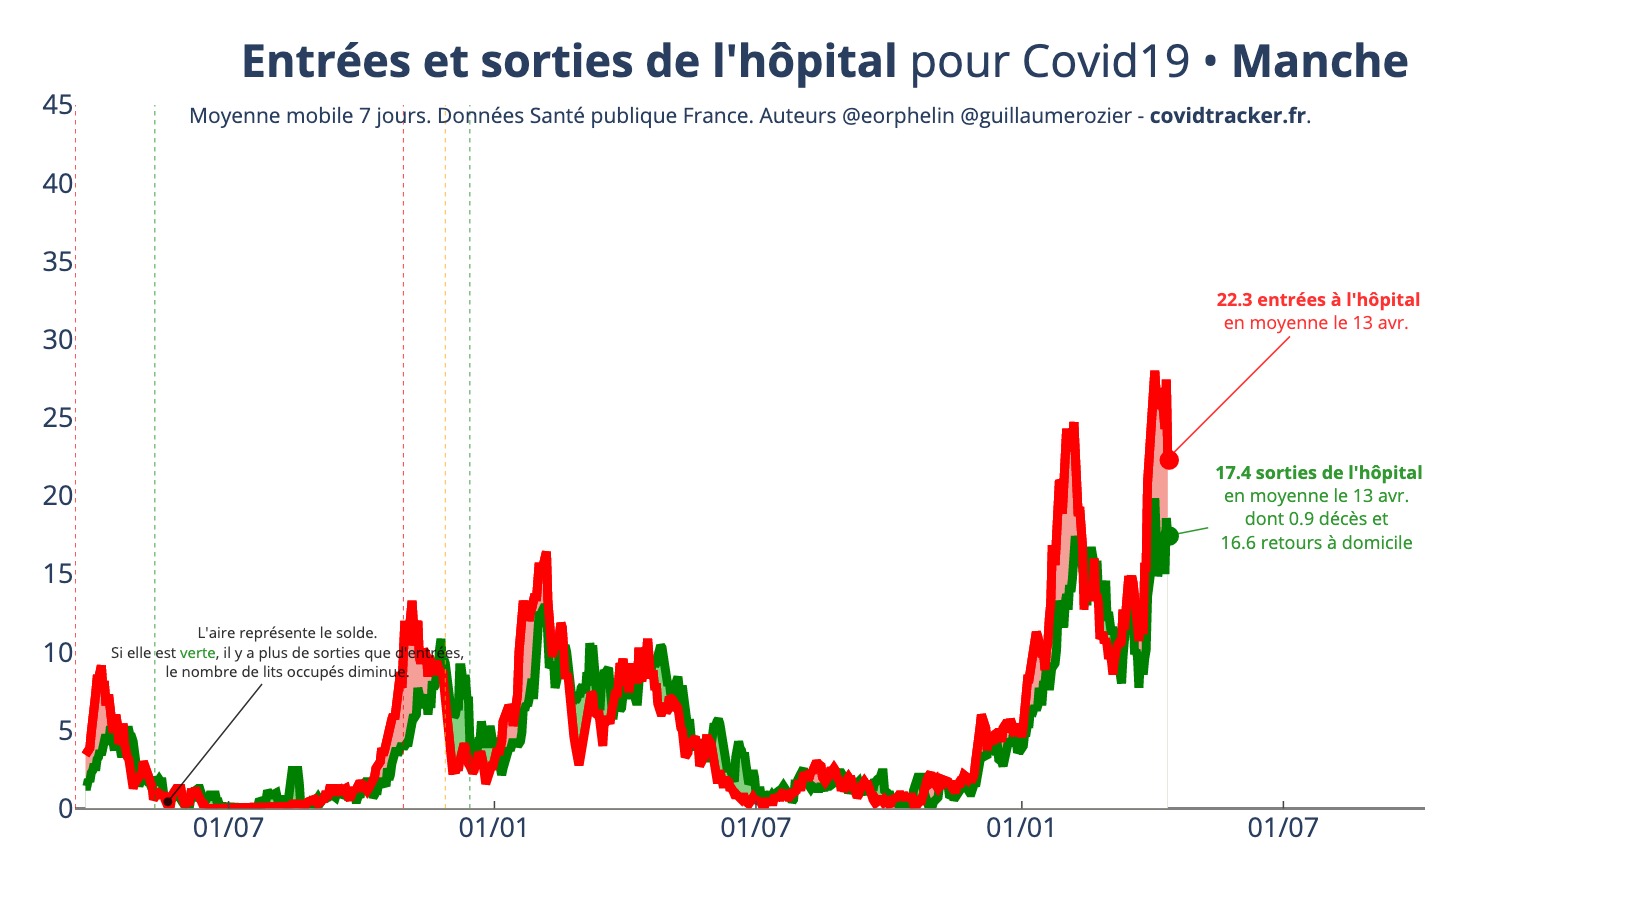 Entrées et sorties de l'hôpital pour Covid19 • Manche
Moyenne mobile 7 jours. Données Santé publique France. Auteurs @eorphelin @guillaumerozier - covidtracker.fr.
45
40
35
30
25
20
15
10
5
0
22.3 entrées à l'hôpital
en moyenne le 13 avr.
17.4 sorties de l'hôpital
en moyenne le 13 avr.
dont 0.9 décès et
16.6 retours à domicile
L'aire représente le solde.
Si elle est verte, il y a plus de sorties que d'entrées,
le nombre de lits occupés diminue.
01/07
01/01
01/07
01/01
01/07